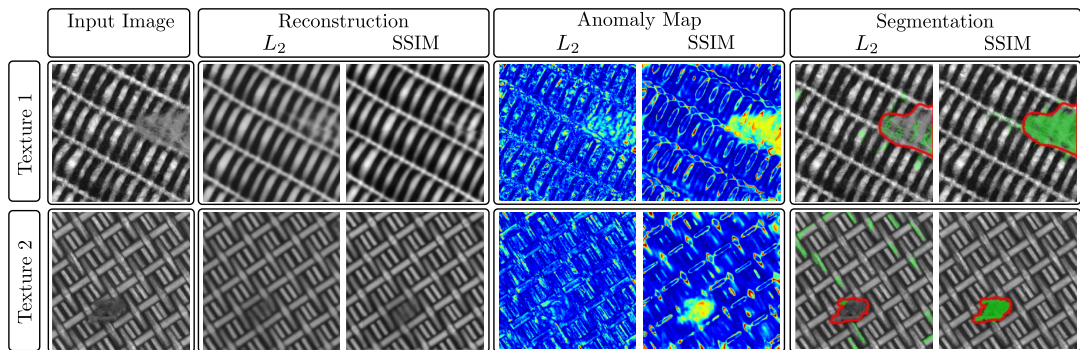 Input Image Reconstruction Anomaly Map Segmentation
L₂ SSIM L₂ SSIM L₂ SSIM
Texture 1
Texture 2